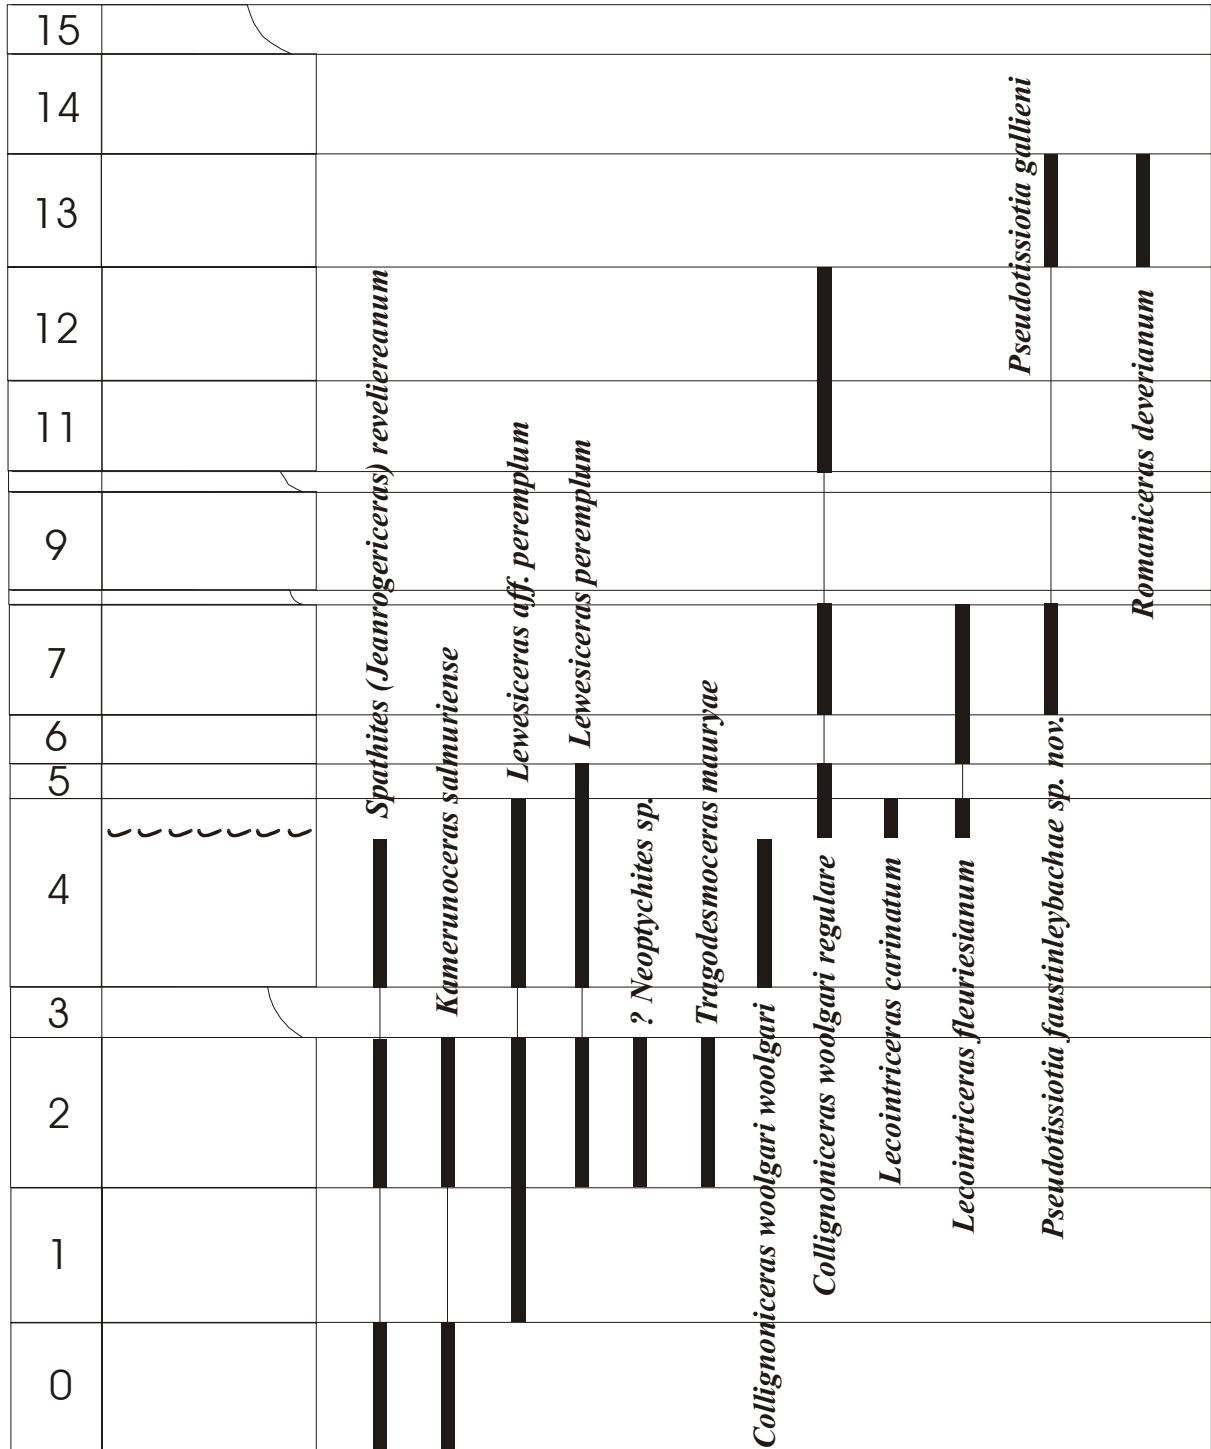 15
14
13
12
11
9
7
6
5
4
3
2
1
0
Spathites (Jeanrogericeras) reveliereanum
Kamerunoceras salmuriense
Lewesiceras aff. peremplum
Lewesiceras peremplum
? Neoptychites sp.
Tragodesmoceras mauryae
Collignoniceras woolgari woolgari
Collignoniceras woolgari regulare
Lecointriceras carinatum
Lecointriceras fleuriesianum
Pseudotissiotia gallieni
Pseudotissiotia faustinleybachae sp. nov.
Romaniceras deverianum